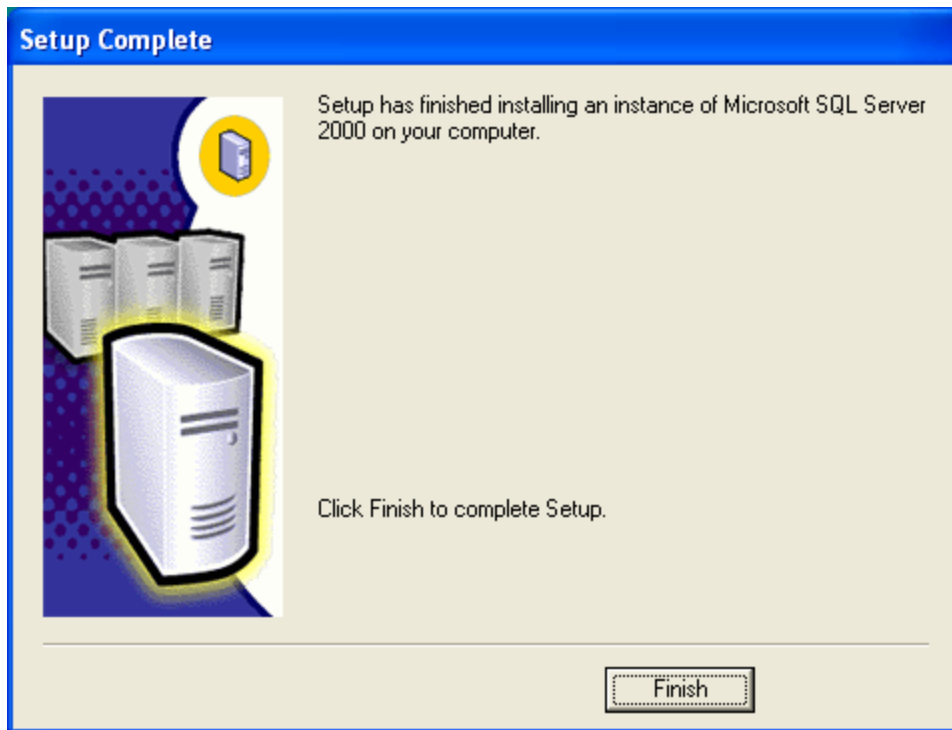 Setup Complete
Setup has finished installing an instance of Microsoft SQL Server
2000 on your computer.
Click Finish to complete Setup.
Finish